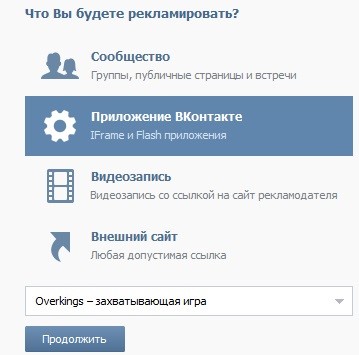 Что Вы будете рекламировать?
Сообщество
Группы, публичные страницы и встречи
Приложение ВКонтакте
IFrame и Flash приложения
Видеозапись
Видеозапись со ссылкой на сайт рекламодателя
Внешний сайт
Любая допустимая ссылка
Overkings – захватывающая игра
Продолжить